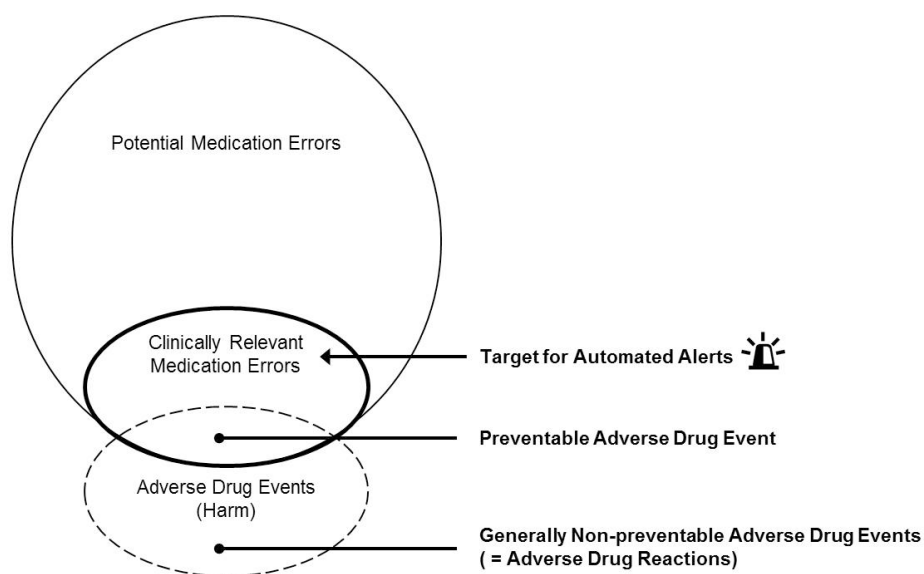 Potential Medication Errors
Clinically Relevant
Medication Errors
Target for Automated Alerts
Preventable Adverse Drug Event
Adverse Drug Events
(Harm)
Generally Non-preventable Adverse Drug Events
( = Adverse Drug Reactions)